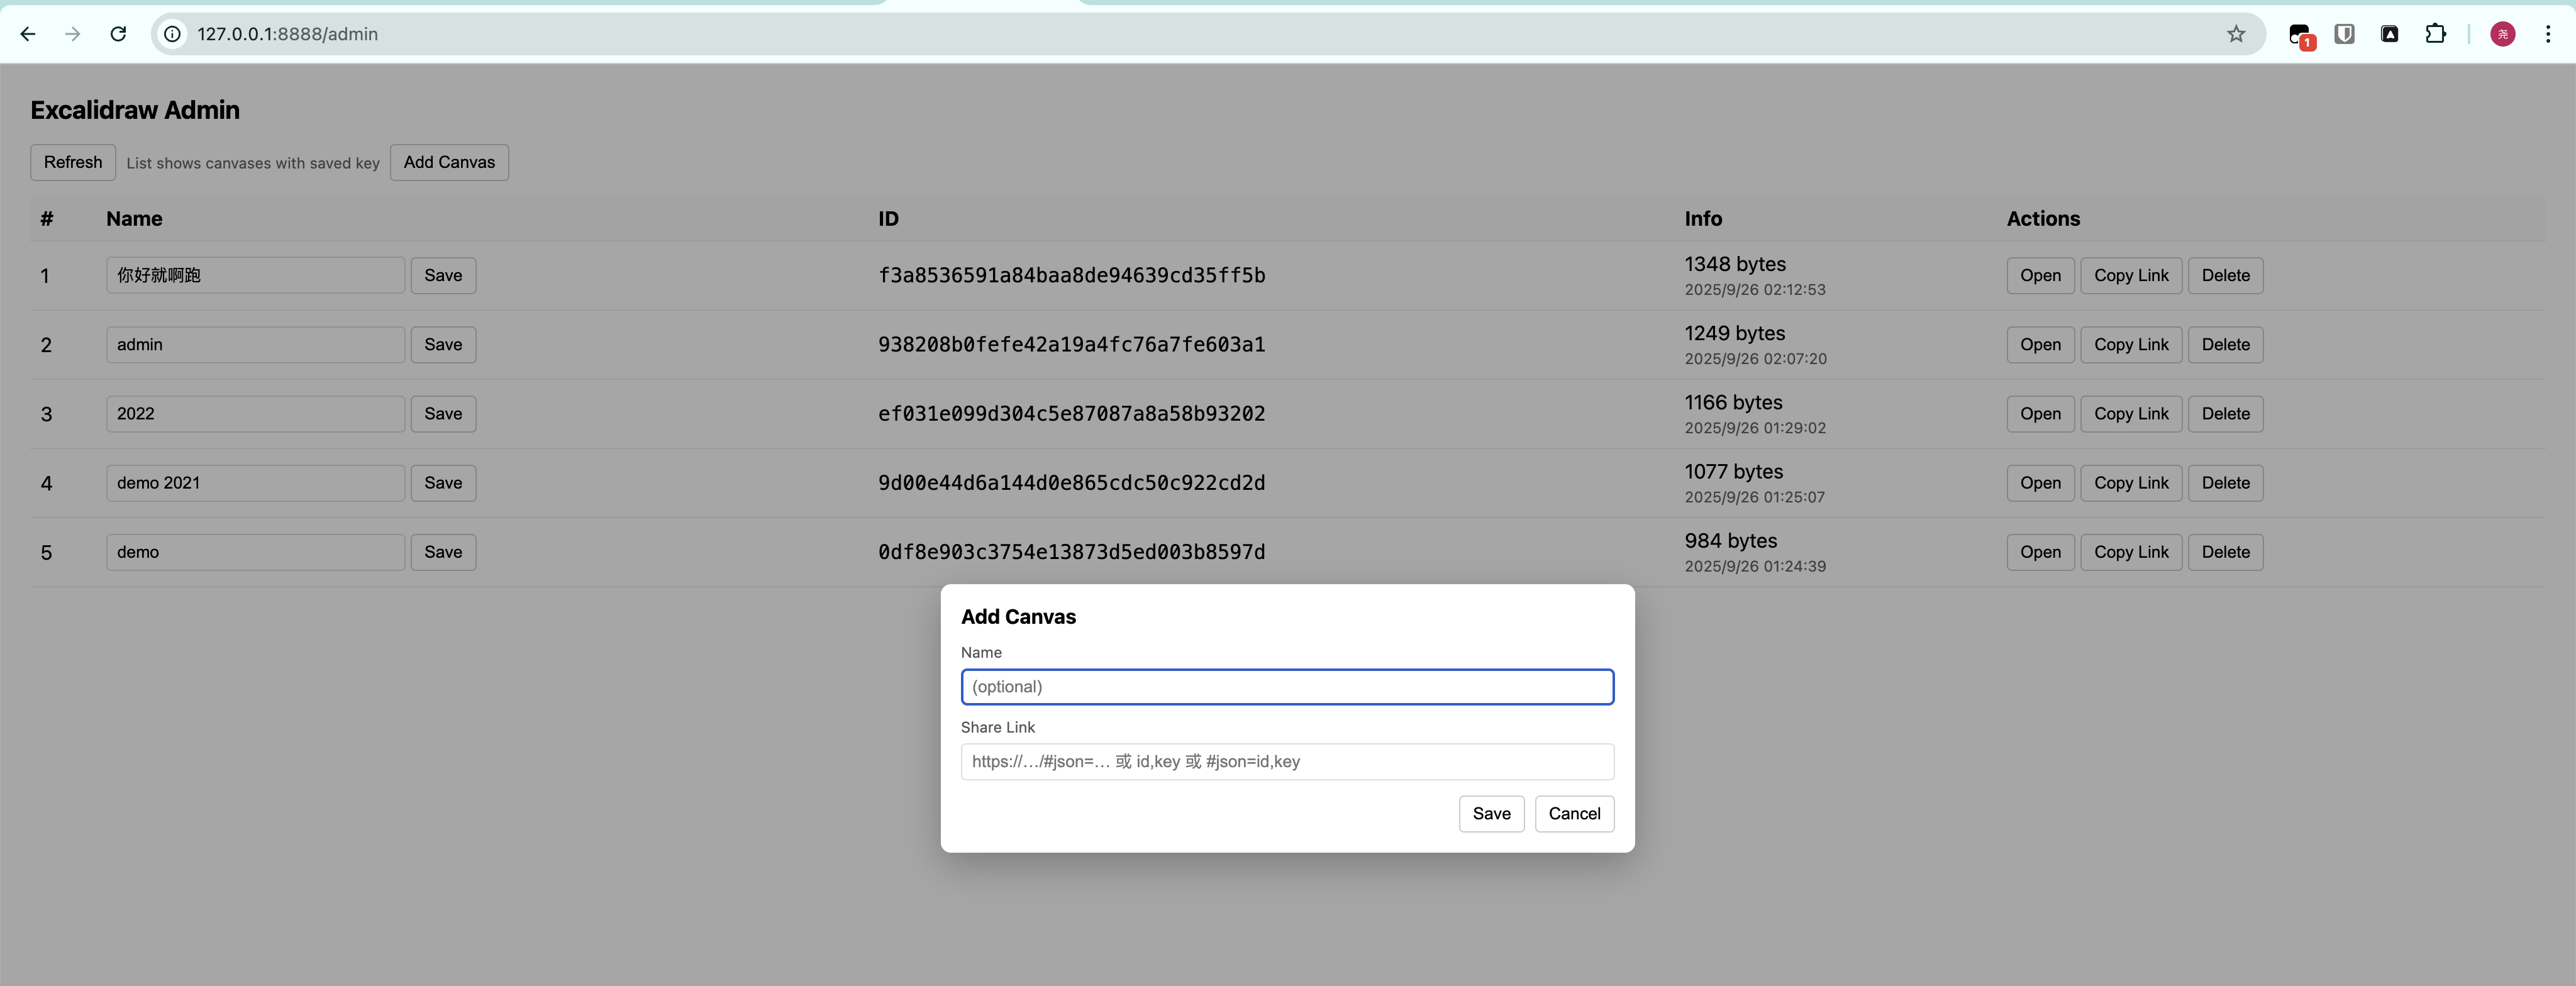 127.0.0.1:8888/admin
1
尧
Excalidraw Admin
Refresh List shows canvases with saved key Add Canvas
# Name ID Info Actions
1 你好就啊跑 Save f3a8536591a84baa8de94639cd35ff5b 1348 bytes Open Copy Link Delete
2025/9/26 02:12:53
2 admin Save 938208b0fefe42a19a4fc76a7fe603a1 1249 bytes Open Copy Link Delete
2025/9/26 02:07:20
3 2022 Save ef031e099d304c5e87087a8a58b93202 1166 bytes Open Copy Link Delete
2025/9/26 01:29:02
4 demo 2021 Save 9d00e44d6a144d0e865cdc50c922cd2d 1077 bytes Open Copy Link Delete
2025/9/26 01:25:07
5 demo Save 0df8e903c3754e13873d5ed003b8597d 984 bytes Open Copy Link Delete
2025/9/26 01:24:39
Add Canvas
Name
(optional)
Share Link
https://…/#json=… 或 id,key 或 #json=id,key
Save Cancel